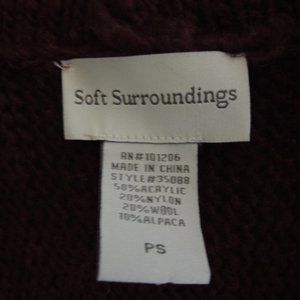 Soft Surroundings
RN#101206
MADE IN CHINA
STYLE#35088
50%ACRYLIC
20%NYLON
20%WOOL
10%ALPACA
PS